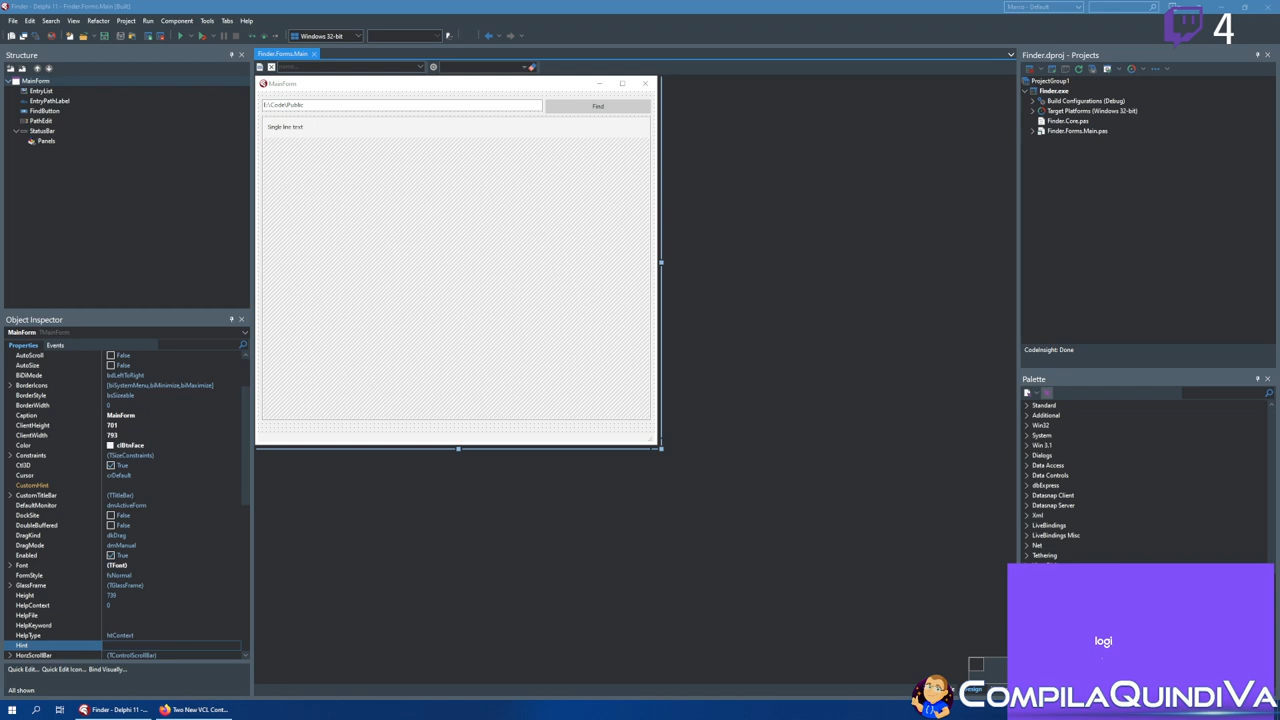 Finder - Delphi 11 - Finder.Forms.Main [Built]
Marco - Default
File Edit Search View Refactor Project Run Component Tools Tabs Help
4
Windows 32-bit
Structure
MainForm
EntryList
EntryPathLabel
FindButton
PathEdit
StatusBar
Panels
Finder.Forms.Main
MainForm
E:\Code\Public
Find
Single line text
Object Inspector
MainForm TMainForm
Properties Events
AutoScroll False
AutoSize False
BiDiMode bdLeftToRight
BorderIcons [biSystemMenu,biMinimize,biMaximize]
BorderStyle bsSizeable
BorderWidth 0
Caption MainForm
ClientHeight 701
ClientWidth 793
Color clBtnFace
Constraints (TSizeConstraints)
Ctl3D True
Cursor crDefault
CustomHint
CustomTitleBar (TTitleBar)
DefaultMonitor dmActiveForm
DockSite False
DoubleBuffered False
DragKind dkDrag
DragMode dmManual
Enabled True
Font (TFont)
FormStyle fsNormal
GlassFrame (TGlassFrame)
Height 739
HelpContext 0
HelpFile
HelpKeyword
HelpType htContext
Hint
HorzScrollBar (TControlScrollBar)
Quick Edit... Quick Edit Icon... Bind Visually...
All shown
Finder.dproj - Projects
ProjectGroup1
Finder.exe
Build Configurations (Debug)
Target Platforms (Windows 32-bit)
Finder.Core.pas
Finder.Forms.Main.pas
CodeInsight: Done
Palette
Standard
Additional
Win32
System
Win 3.1
Dialogs
Data Access
Data Controls
dbExpress
Datasnap Client
Datasnap Server
Xml
LiveBindings
LiveBindings Misc
Net
Tethering
logi
Design
CompilaQuindiVa
Finder - Delphi 11 -...
Two New VCL Cont...